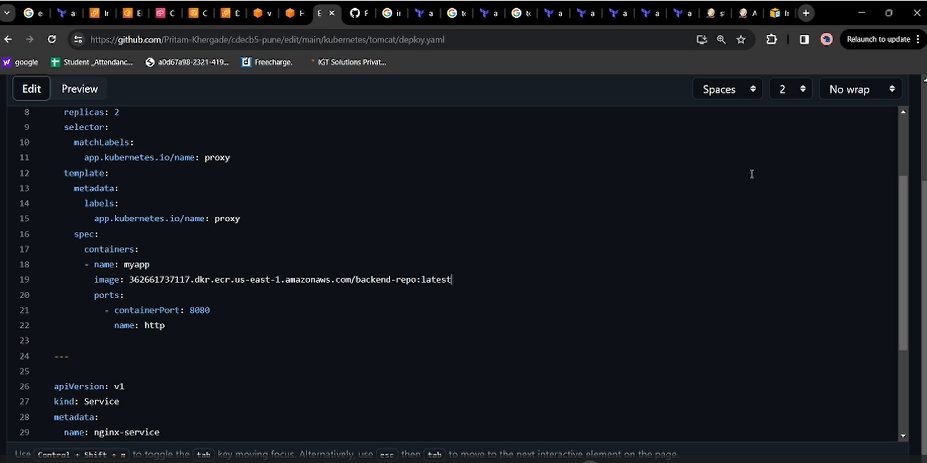 https://github.com/Pritam-Khergade/cdecb5-pune/edit/main/kubernetes/tomcat/deploy.yaml
Relaunch to update
google
Student _Attendanc...
a0d67a98-2321-419...
Freecharge.
IGT Solutions Privat...
Edit
Preview
Spaces
2
No wrap
8 replicas: 2
9 selector:
10 matchLabels:
11 app.kubernetes.io/name: proxy
12 template:
13 metadata:
14 labels:
15 app.kubernetes.io/name: proxy
16 spec:
17 containers:
18 - name: myapp
19 image: 362661737117.dkr.ecr.us-east-1.amazonaws.com/backend-repo:latest
20 ports:
21 - containerPort: 8080
22 name: http
23
24 ---
25
26 apiVersion: v1
27 kind: Service
28 metadata:
29 name: nginx-service
Use Control + Shift + m to toggle the tab key moving focus. Alternatively, use esc then tab to move to the next interactive element on the page.